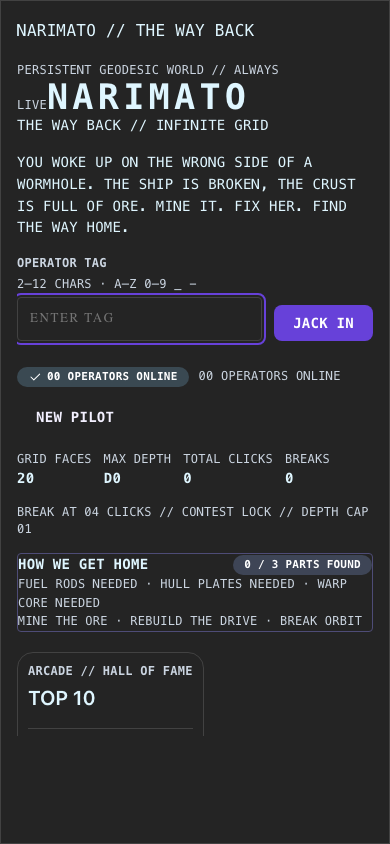 NARIMATO // THE WAY BACK
PERSISTENT GEODESIC WORLD // ALWAYS
LIVE NARIMATO
THE WAY BACK // INFINITE GRID
YOU WOKE UP ON THE WRONG SIDE OF A
WORMHOLE. THE SHIP IS BROKEN, THE CRUST
IS FULL OF ORE. MINE IT. FIX HER. FIND
THE WAY HOME.
OPERATOR TAG
2–12 CHARS · A–Z 0–9 _ –
ENTER TAG
JACK IN
00 OPERATORS ONLINE 00 OPERATORS ONLINE
NEW PILOT
GRID FACES MAX DEPTH TOTAL CLICKS BREAKS
20 D0 0 0
BREAK AT 04 CLICKS // CONTEST LOCK // DEPTH CAP
01
HOW WE GET HOME 0 / 3 PARTS FOUND
FUEL RODS NEEDED · HULL PLATES NEEDED · WARP
CORE NEEDED
MINE THE ORE · REBUILD THE DRIVE · BREAK ORBIT
ARCADE // HALL OF FAME
TOP 10